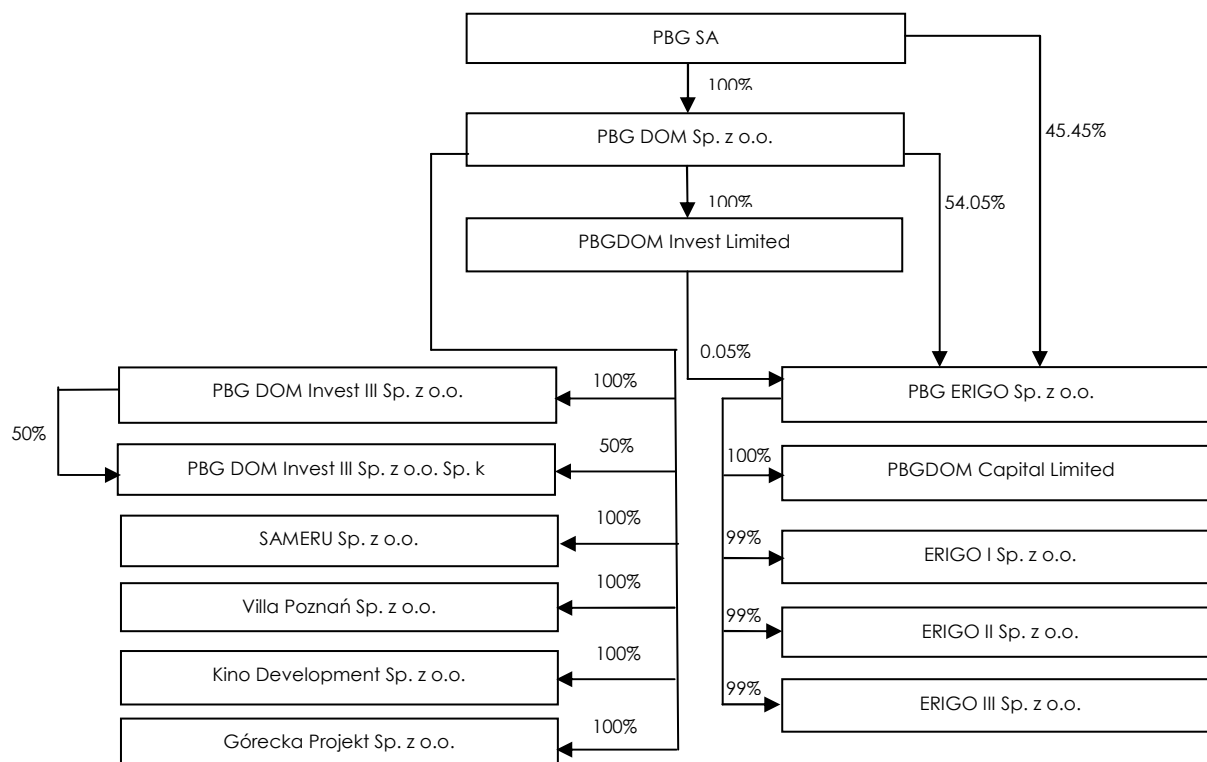 PBG SA
100%
PBG DOM Sp. z o.o.
45,45%
100%
54,05%
PBGDOM Invest Limited
0,05%
PBG DOM Invest III Sp. z o.o.
100%
PBG ERIGO Sp. z o.o.
50%
PBG DOM Invest III Sp. z o.o. Sp. k
50%
100%
PBGDOM Capital Limited
SAMERU Sp. z o.o.
100%
99%
ERIGO I Sp. z o.o.
Villa Poznań Sp. z o.o.
100%
99%
ERIGO II Sp. z o.o.
Kino Development Sp. z o.o.
100%
99%
ERIGO III Sp. z o.o.
Górecka Projekt Sp. z o.o.
100%